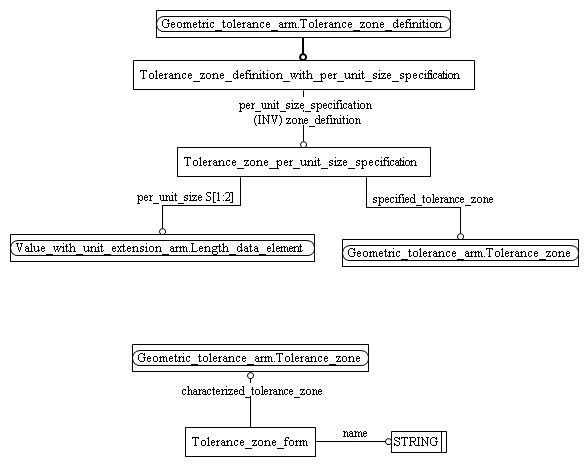 Geometric_tolerance_arm.Tolerance_zone_definition
Tolerance_zone_definition_with_per_unit_size_specification
per_unit_size_specification
(INV) zone_definition
Tolerance_zone_per_unit_size_specification
per_unit_size S[1:2]
specified_tolerance_zone
Value_with_unit_extension_arm.Length_data_element
Geometric_tolerance_arm.Tolerance_zone
Geometric_tolerance_arm.Tolerance_zone
characterized_tolerance_zone
Tolerance_zone_form
name
STRING